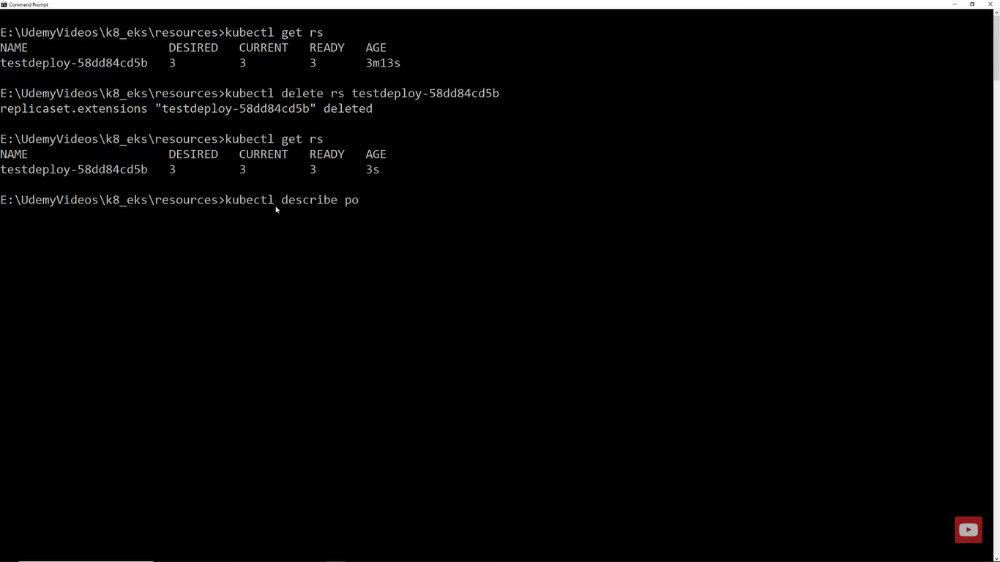 Command Prompt
E:\UdemyVideos\k8_eks\resources>kubectl get rs
NAME DESIRED CURRENT READY AGE
testdeploy-58dd84cd5b 3 3 3 3m13s
E:\UdemyVideos\k8_eks\resources>kubectl delete rs testdeploy-58dd84cd5b
replicaset.extensions "testdeploy-58dd84cd5b" deleted
E:\UdemyVideos\k8_eks\resources>kubectl get rs
NAME DESIRED CURRENT READY AGE
testdeploy-58dd84cd5b 3 3 3 3s
E:\UdemyVideos\k8_eks\resources>kubectl describe po